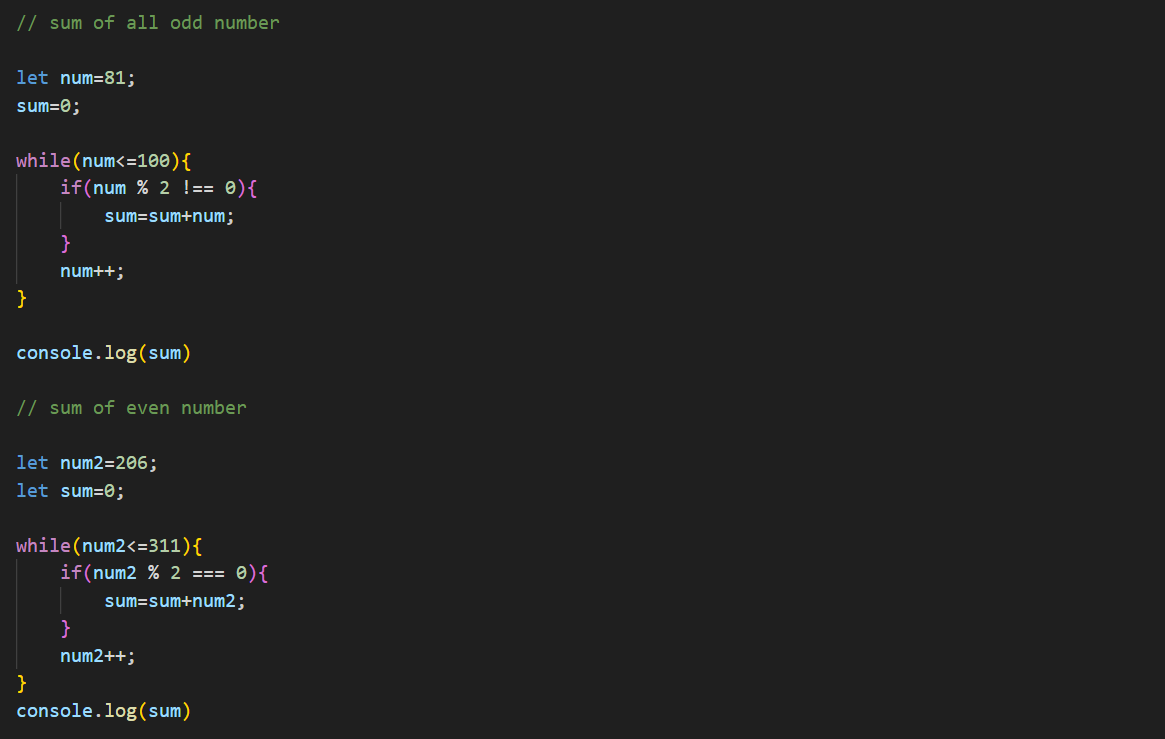 // sum of all odd number
let num=81;
sum=0;
while(num<=100){
if(num % 2 !== 0){
sum=sum+num;
}
num++;
}
console.log(sum)
// sum of even number
let num2=206;
let sum=0;
while(num2<=311){
if(num2 % 2 === 0){
sum=sum+num2;
}
num2++;
}
console.log(sum)